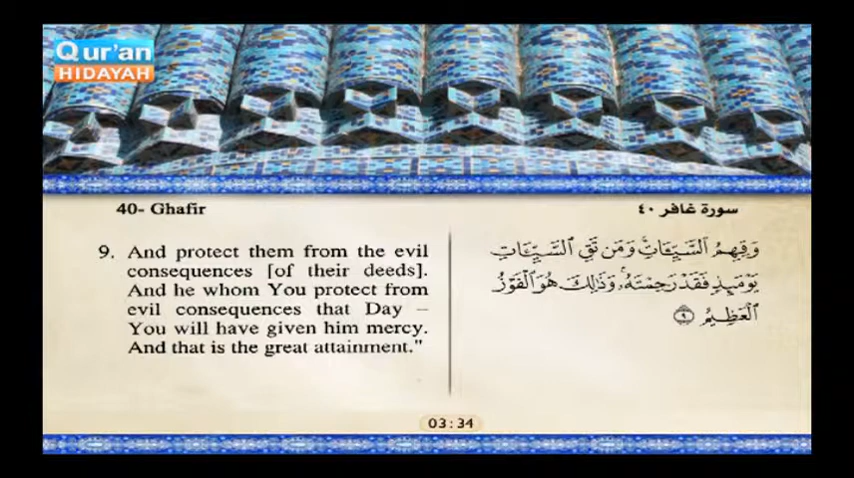 Qur'an
HIDAYAH
40- Ghafir
سورة غافر ٤٠
9. And protect them from the evil
consequences [of their deeds].
And he whom You protect from
evil consequences that Day –
You will have given him mercy.
And that is the great attainment."
وَقِهِمُ ٱلسَّيِّـَٔاتِ ۚ وَمَن تَقِ ٱلسَّيِّـَٔاتِ
يَوْمَئِذٍ فَقَدْ رَحِمْتَهُۥ ۚ وَذَٰلِكَ هُوَ ٱلْفَوْزُ
ٱلْعَظِيمُ ٩
03:34